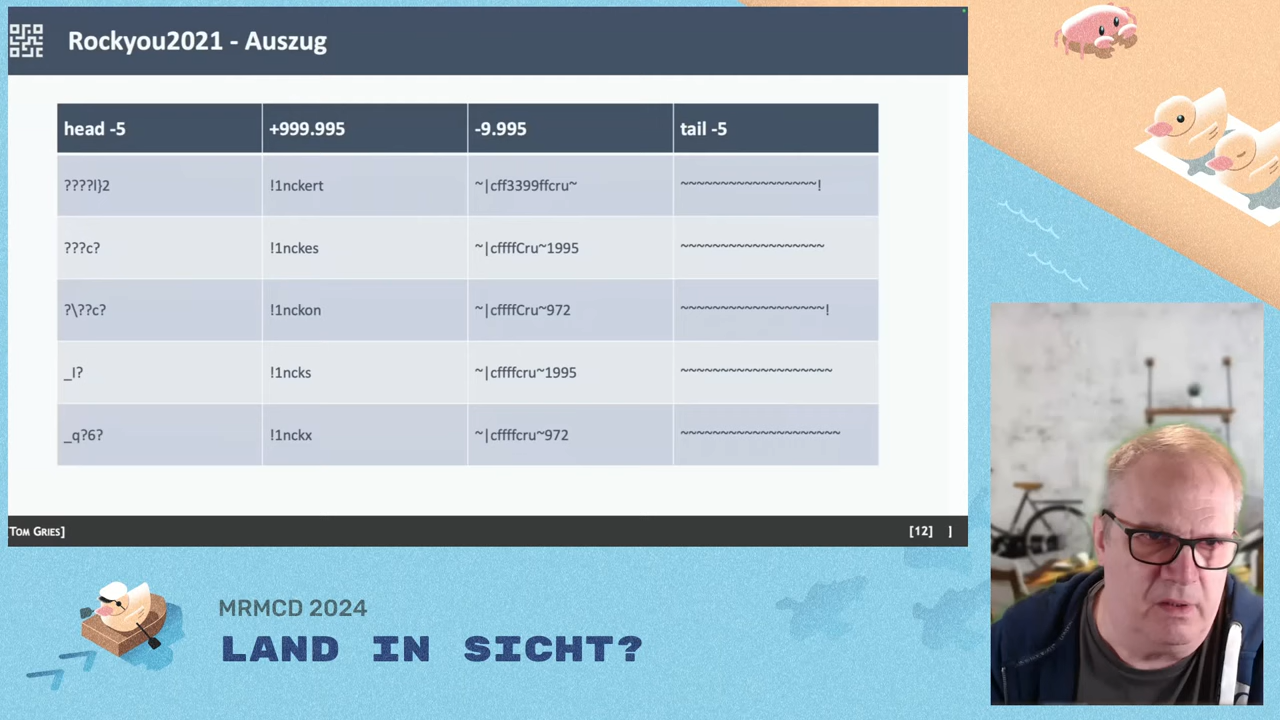 Rockyou2021 - Auszug
head -5 +999.995 -9.995 tail -5
????l}2 !1nckert ~|cff3399ffcru~ ~~~~~~~~~~~~~~~~~!
???c? !1nckes ~|cffffCru~1995 ~~~~~~~~~~~~~~~~~~
?\??c? !1nckon ~|cffffCru~972 ~~~~~~~~~~~~~~~~~~!
_l? !1ncks ~|cffffcru~1995 ~~~~~~~~~~~~~~~~~~~
_q?6? !1nckx ~|cffffcru~972 ~~~~~~~~~~~~~~~~~~~~
TOM GRIES] [12] ]
MRMCD 2024
LAND IN SICHT?